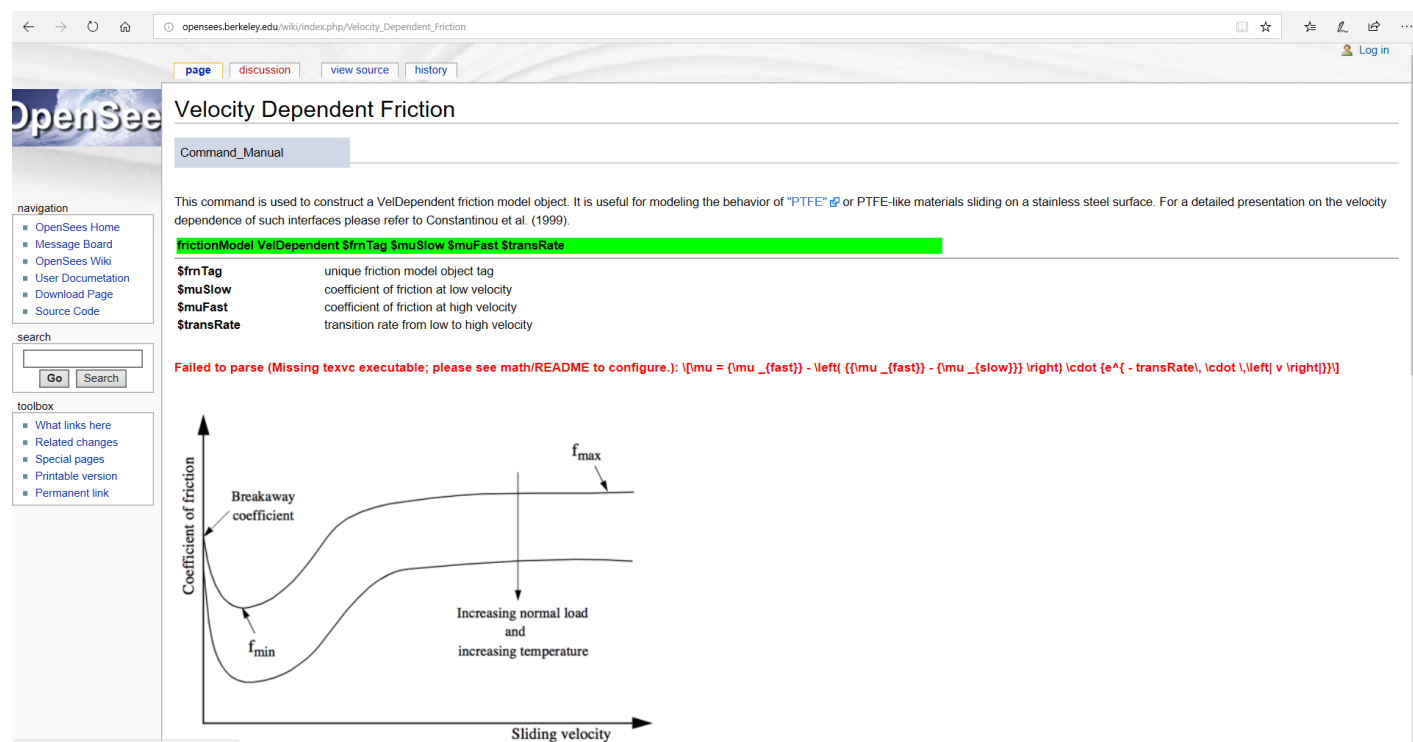 opensees.berkeley.edu/wiki/index.php/Velocity_Dependent_Friction
Log in
page discussion view source history
OpenSee
Velocity Dependent Friction
Command_Manual
This command is used to construct a VelDependent friction model object. It is useful for modeling the behavior of "PTFE" or PTFE-like materials sliding on a stainless steel surface. For a detailed presentation on the velocity
dependence of such interfaces please refer to Constantinou et al. (1999).
frictionModel VelDependent $frnTag $muSlow $muFast $transRate
$frnTag unique friction model object tag
$muSlow coefficient of friction at low velocity
$muFast coefficient of friction at high velocity
$transRate transition rate from low to high velocity
navigation
OpenSees Home
Message Board
OpenSees Wiki
User Documetation
Download Page
Source Code
search
Go Search
toolbox
What links here
Related changes
Special pages
Printable version
Permanent link
Failed to parse (Missing texvc executable; please see math/README to configure.): \[\mu = {\mu _{fast}} - \left( {{\mu _{fast}} - {\mu _{slow}}} \right) \cdot {e^{ - transRate\, \cdot \,\left| v \right|}}\]
Coefficient of friction
Breakaway
coefficient
fmax
fmin
Increasing normal load
and
increasing temperature
Sliding velocity